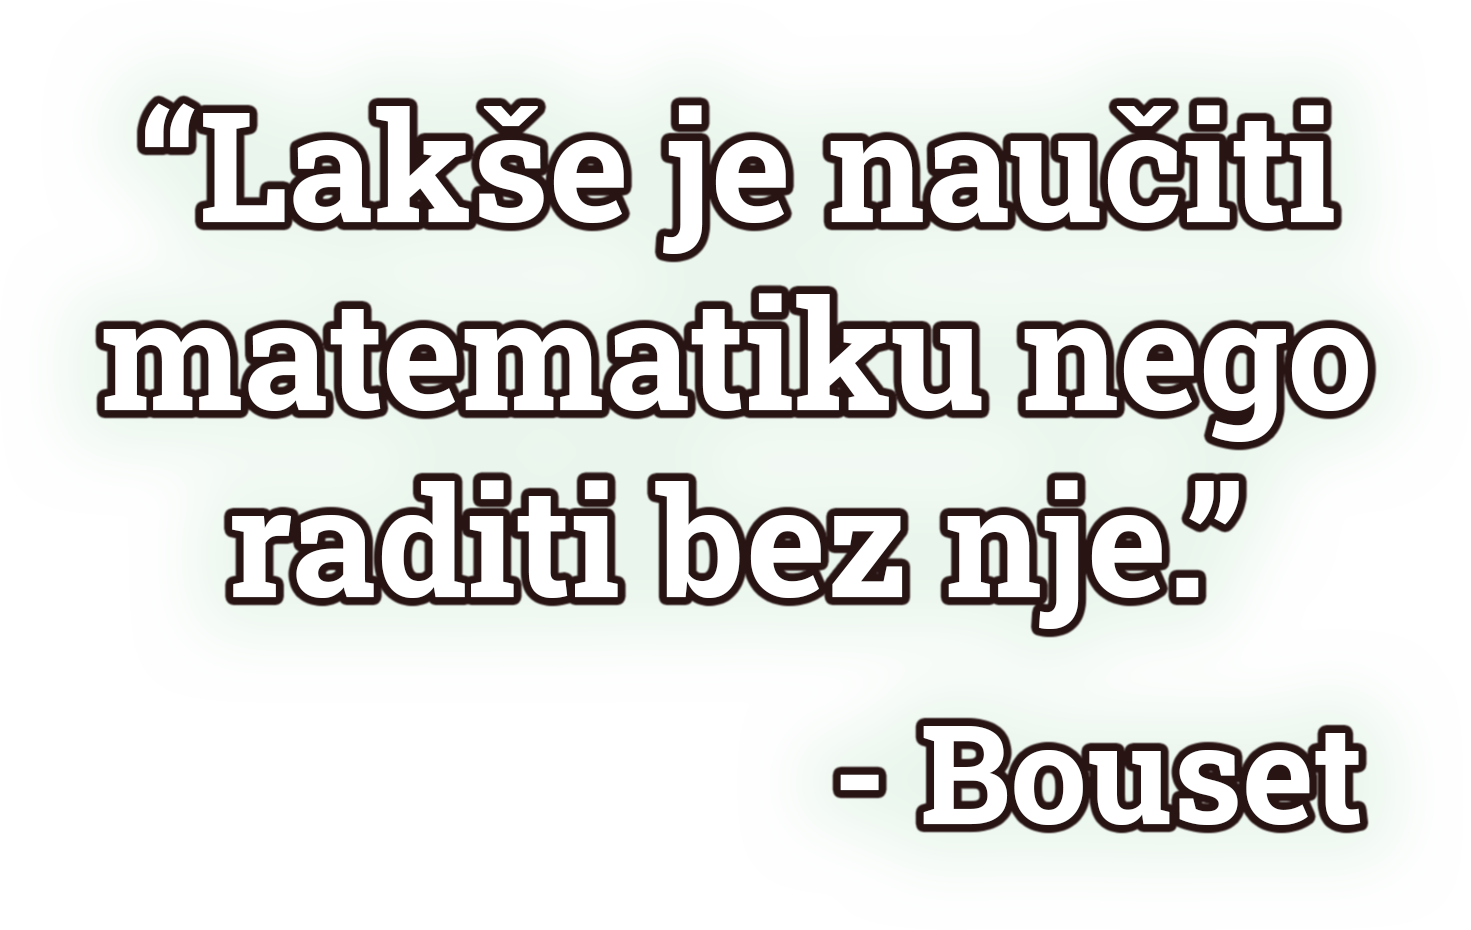 “Lakše je naučiti
matematiku nego
raditi bez nje.”
- Bouset